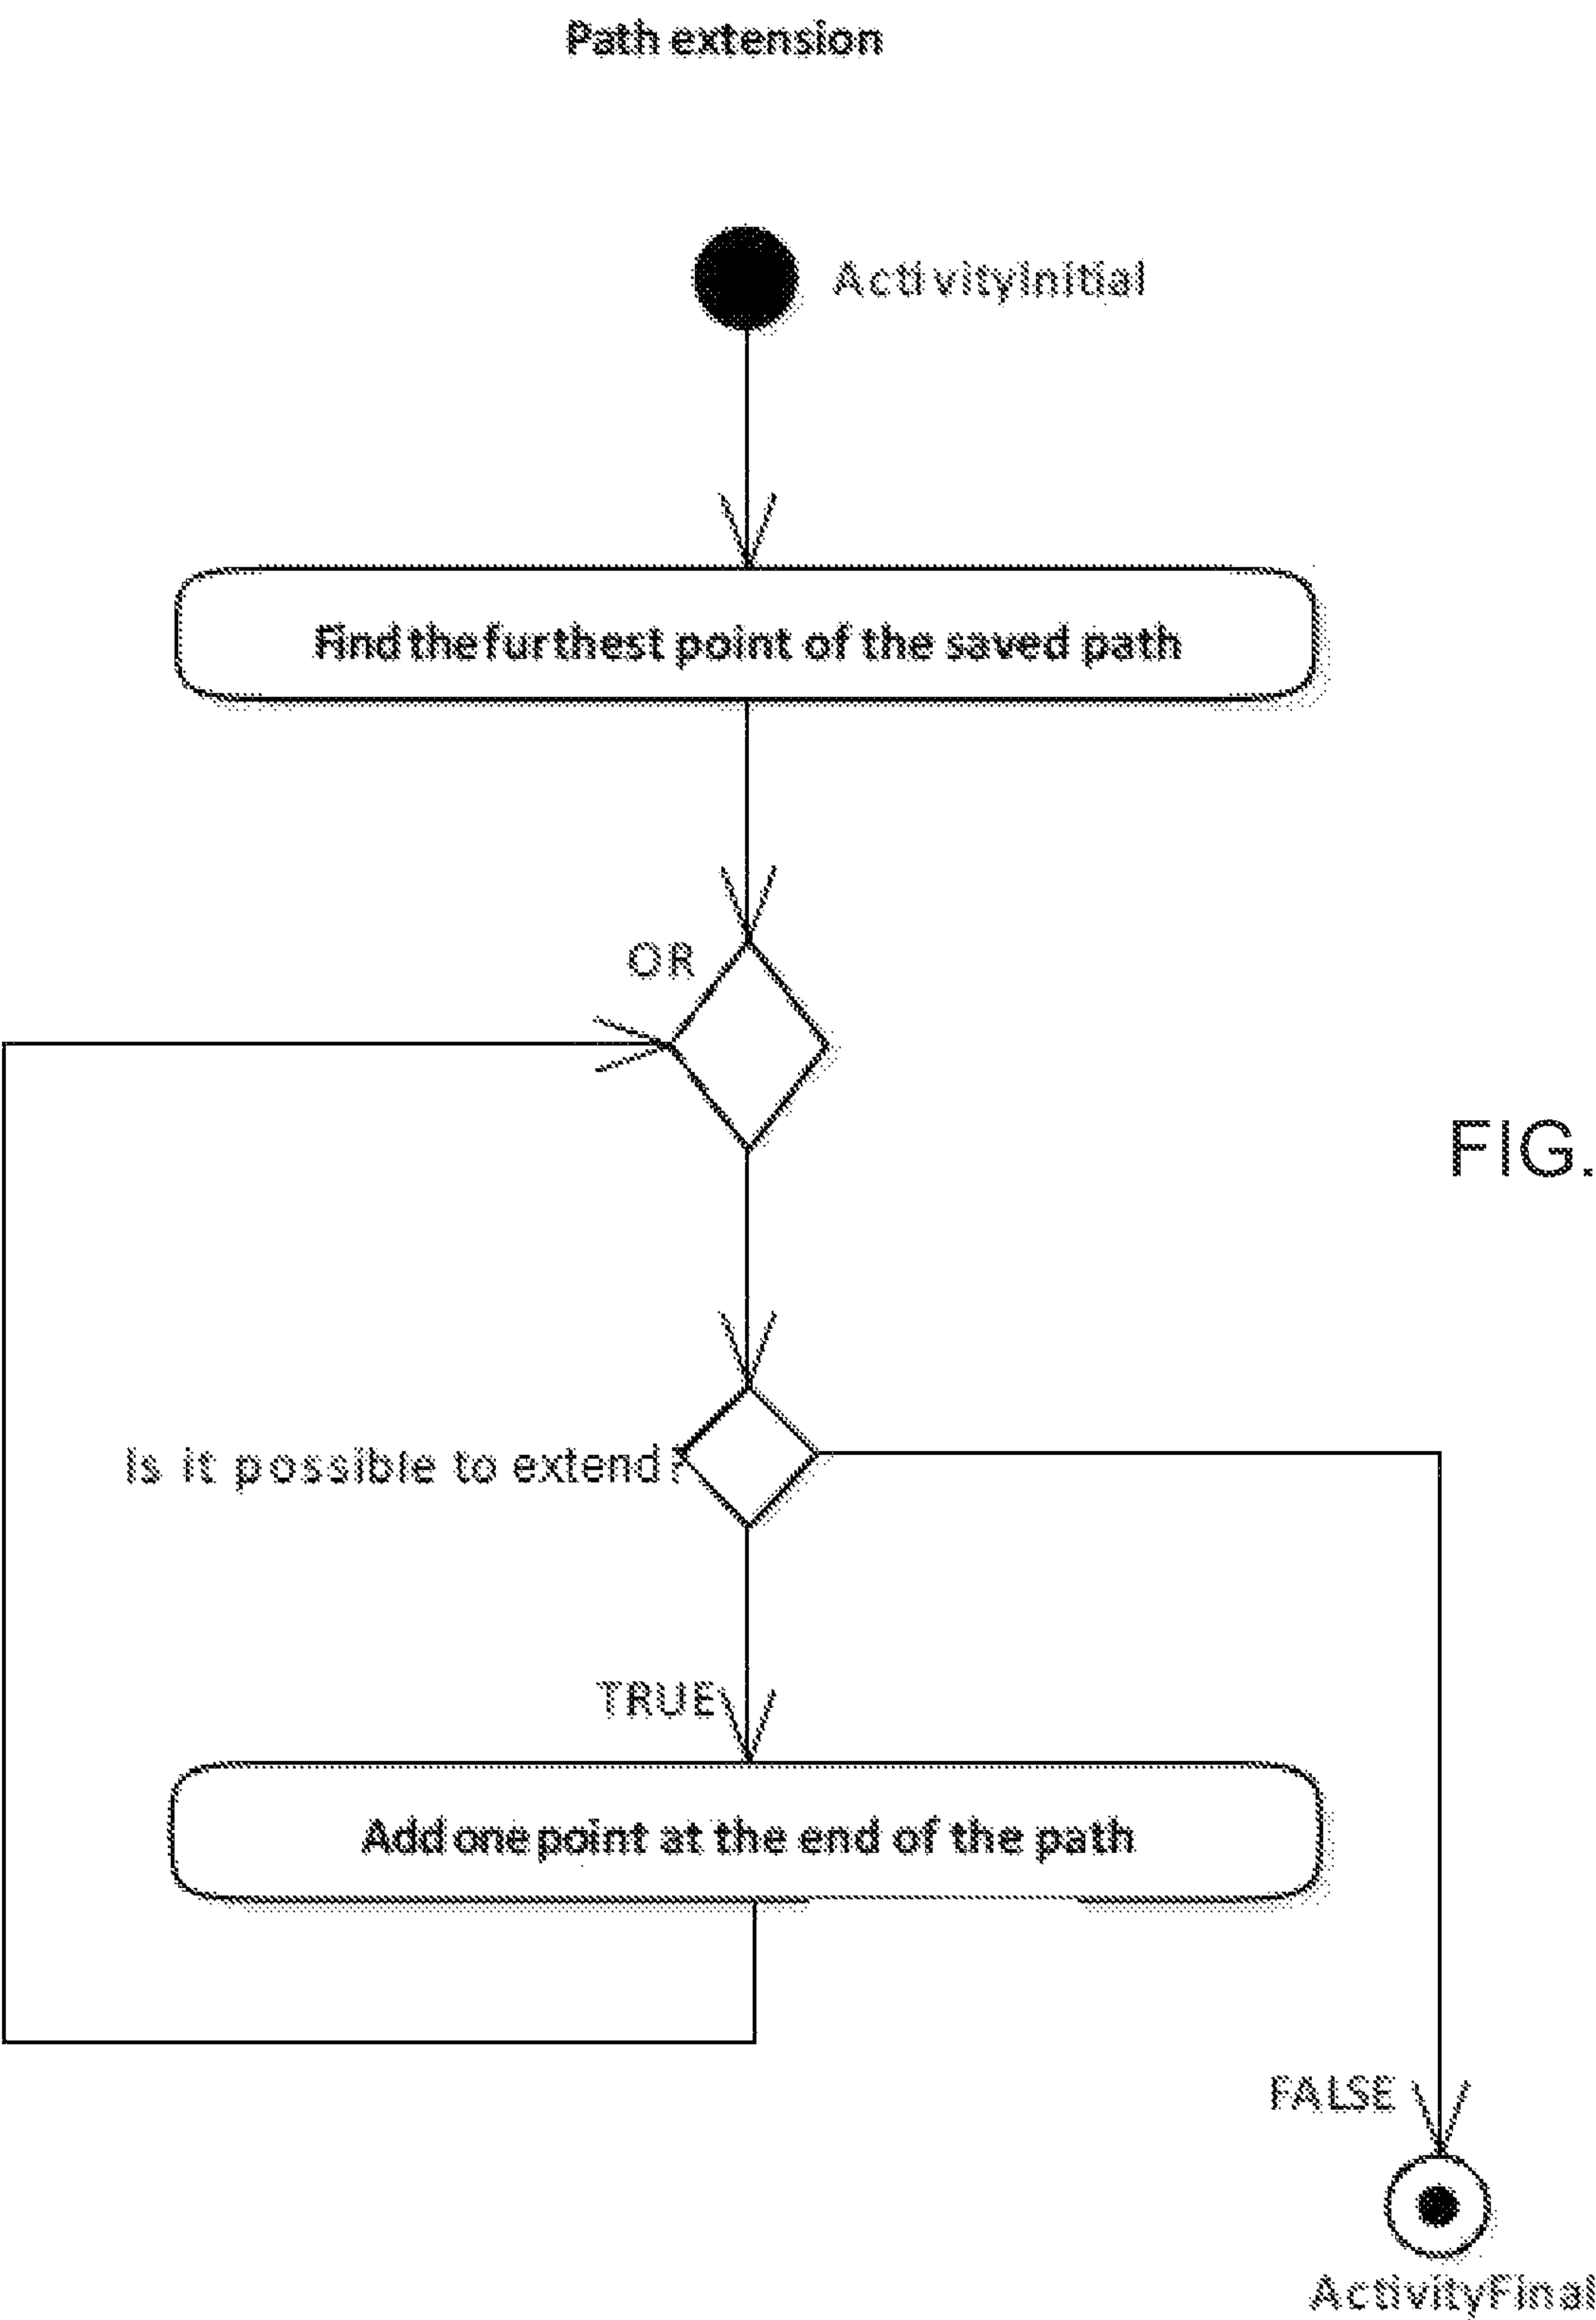 Path extension
ActivityInitial
Find the furthest point of the saved path
OR
FIG.
Is it possible to extend?
TRUE
Add one point at the end of the path
FALSE
ActivityFinal